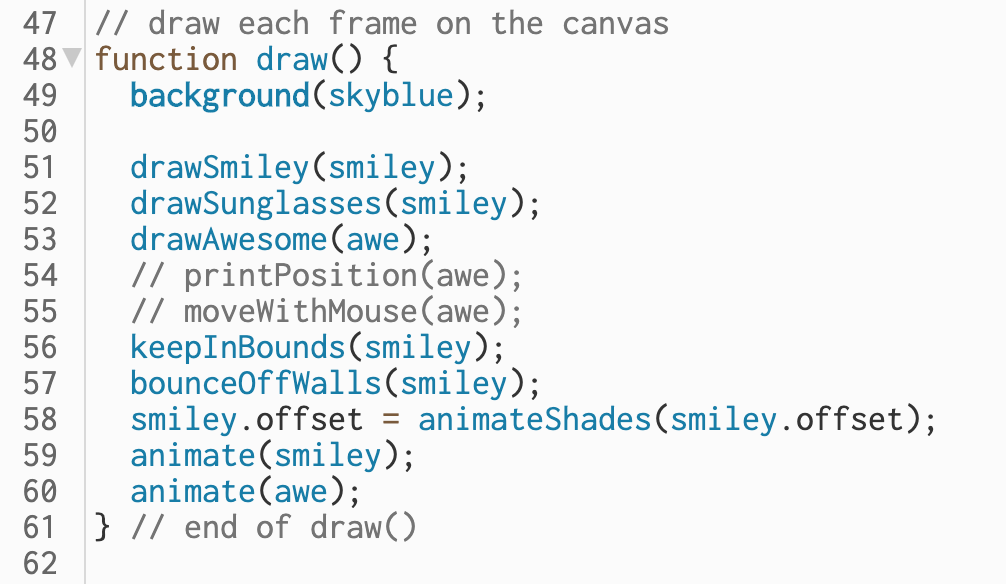 47 // draw each frame on the canvas
48 function draw() {
49   background(skyblue);
50
51   drawSmiley(smiley);
52   drawSunglasses(smiley);
53   drawAwesome(awe);
54   // printPosition(awe);
55   // moveWithMouse(awe);
56   keepInBounds(smiley);
57   bounceOffWalls(smiley);
58   smiley.offset = animateShades(smiley.offset);
59   animate(smiley);
60   animate(awe);
61 } // end of draw()
62